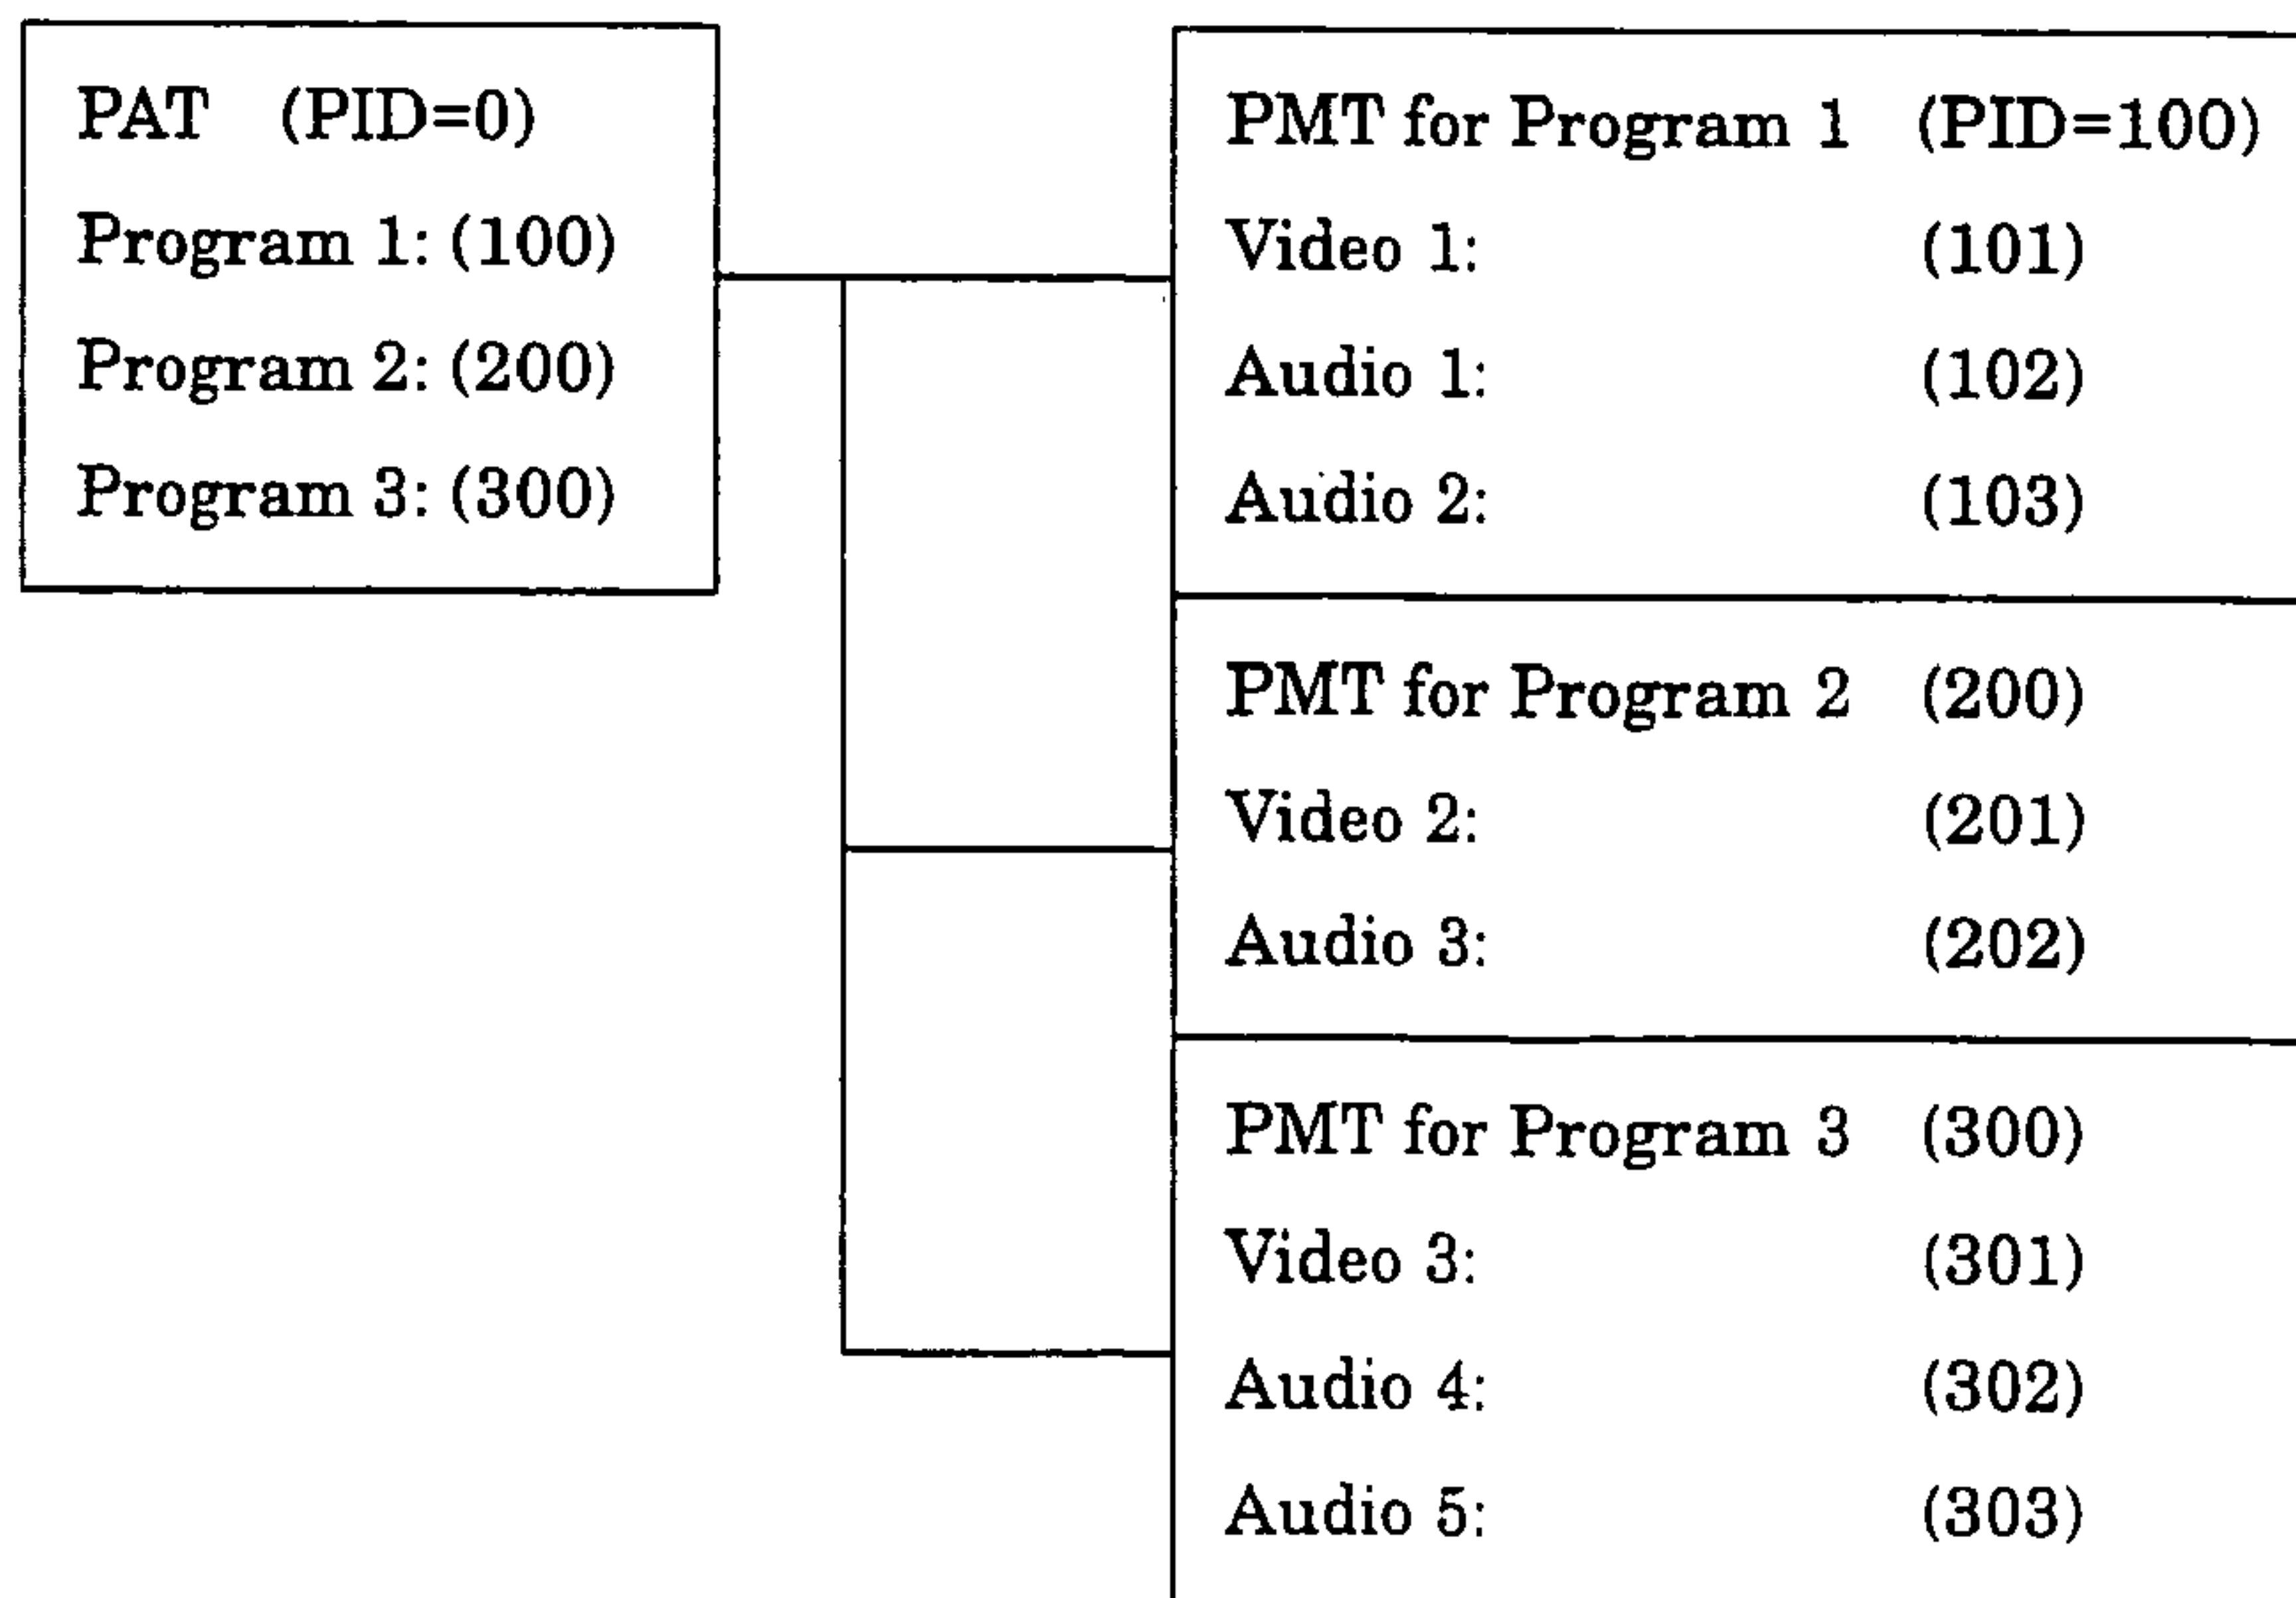 PAT (PID=0)
Program 1: (100)
Program 2: (200)
Program 3: (300)
PMT for Program 1 (PID=100)
Video 1: (101)
Audio 1: (102)
Audio 2: (103)
PMT for Program 2 (200)
Video 2: (201)
Audio 3: (202)
PMT for Program 3 (300)
Video 3: (301)
Audio 4: (302)
Audio 5: (303)